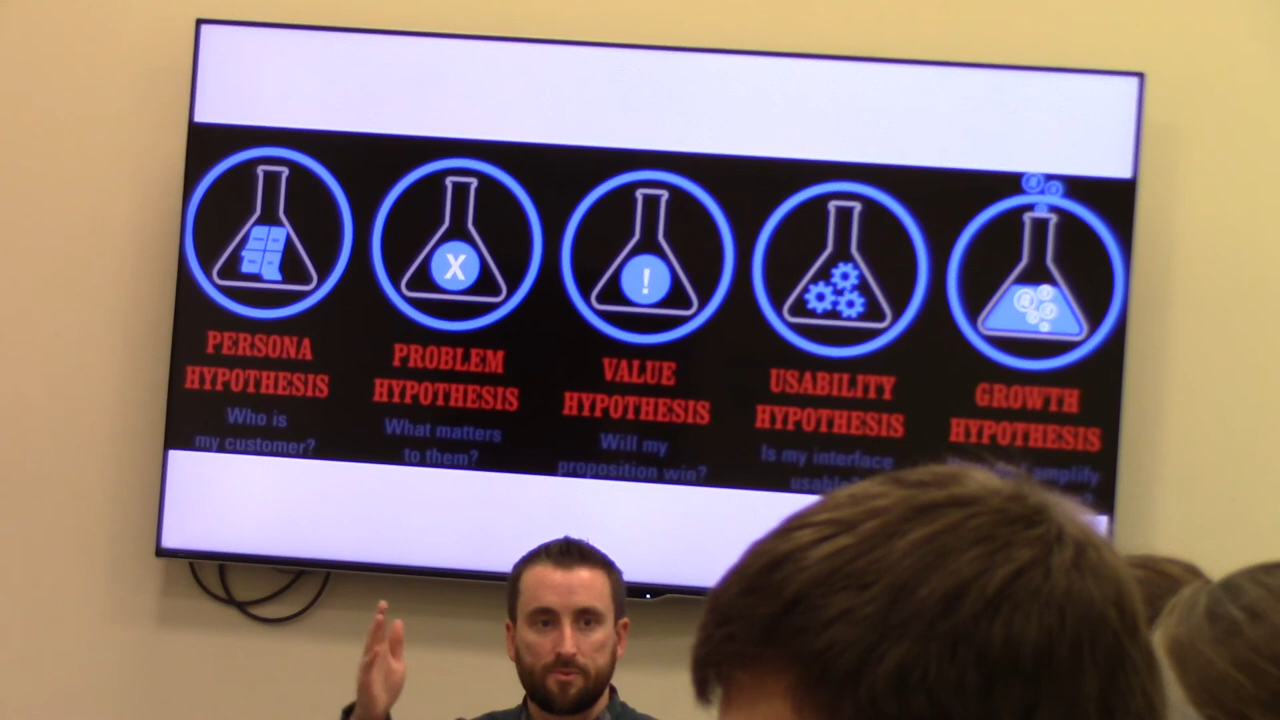 X
!
PERSONA
HYPOTHESIS
Who is
my customer?
PROBLEM
HYPOTHESIS
What matters
to them?
VALUE
HYPOTHESIS
Will my
proposition win?
USABILITY
HYPOTHESIS
Is my interface
GROWTH
HYPOTHESIS
amplify